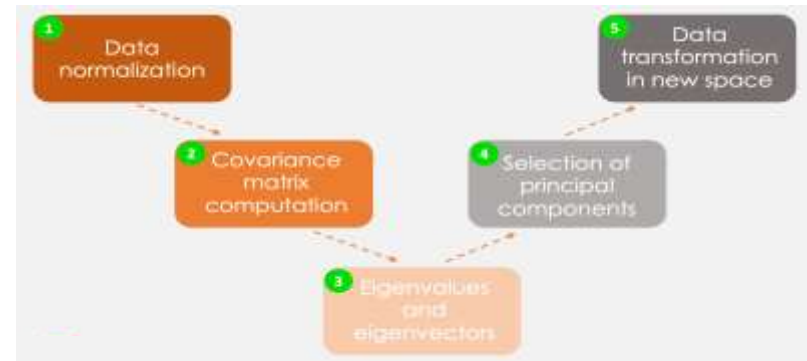 1
Data
normalization
2
Covariance
matrix
computation
3
Eigenvalues
and
eigenvectors
4
Selection of
principal
components
5
Data
transformation
in new space